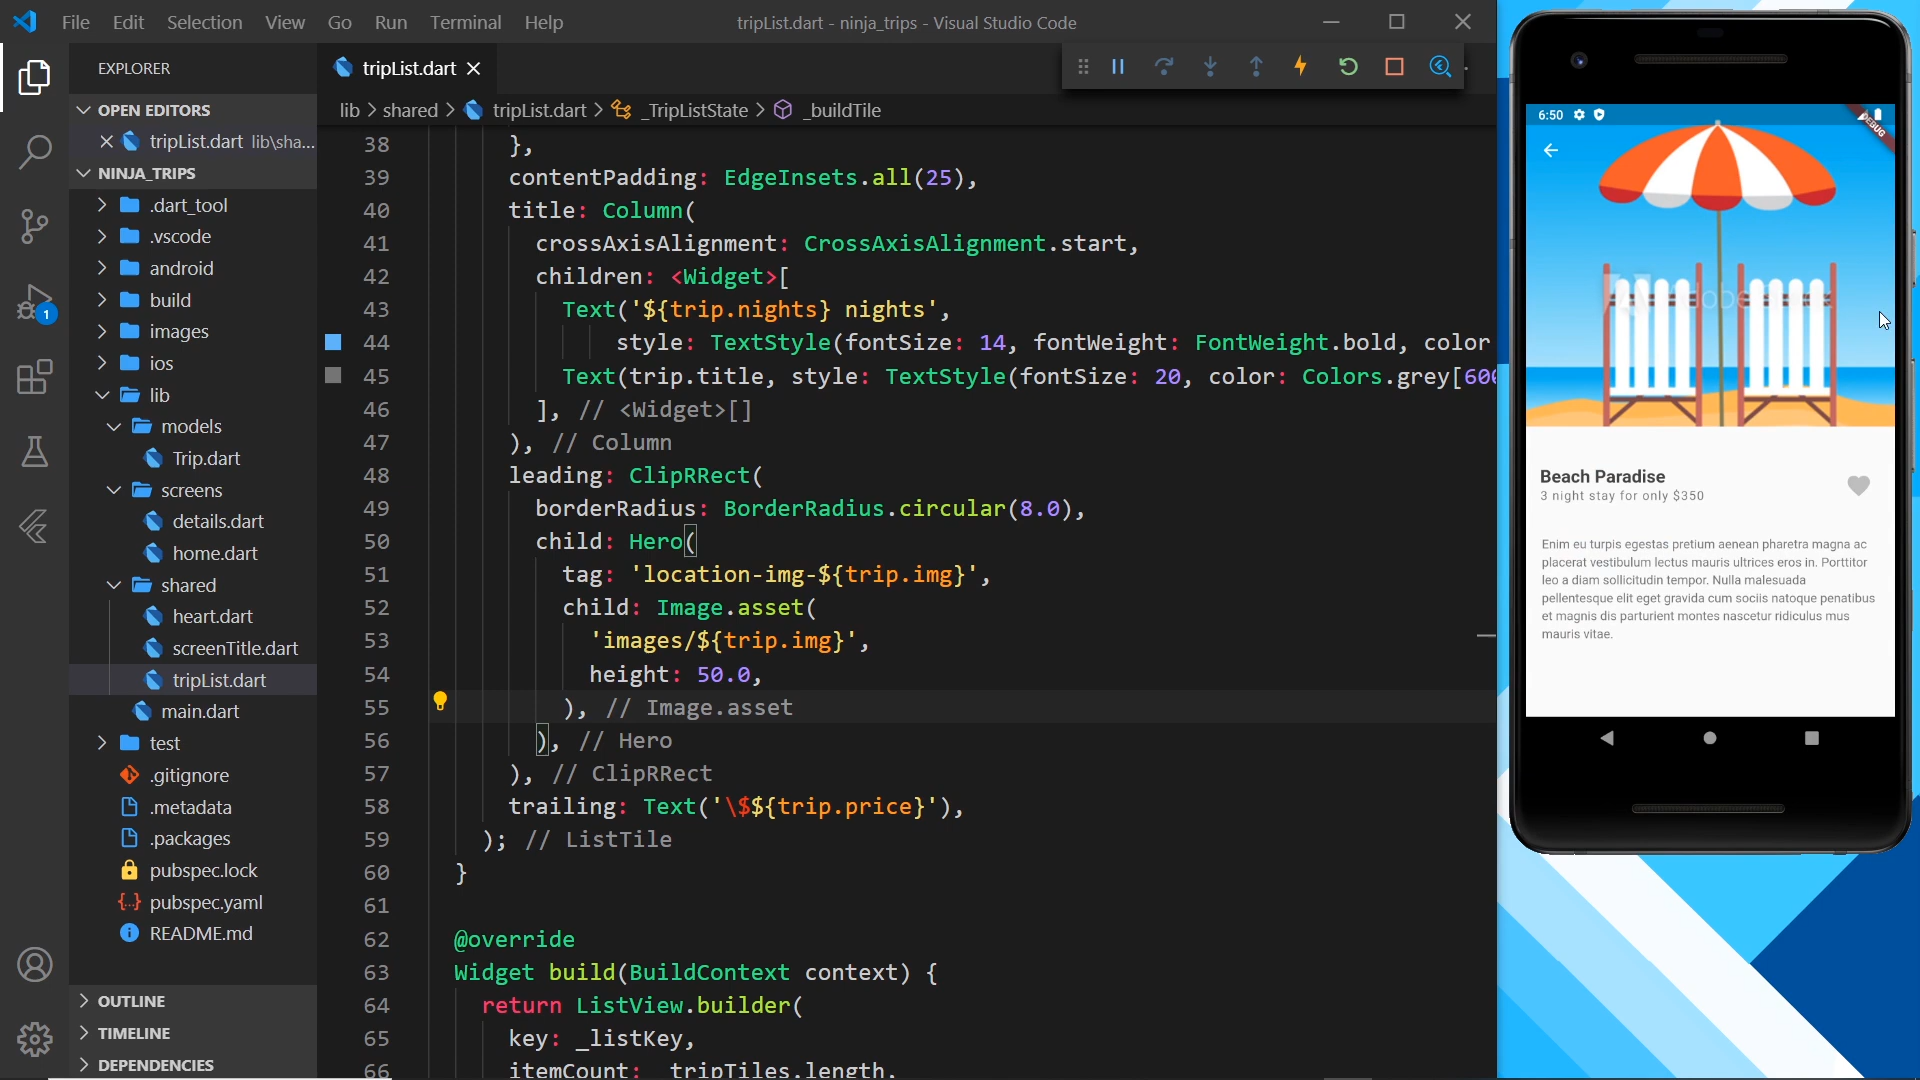 File Edit Selection View Go Run Terminal Help
tripList.dart - ninja_trips - Visual Studio Code
EXPLORER
OPEN EDITORS
tripList.dart lib\sha...
NINJA_TRIPS
.dart_tool
.vscode
android
build
images
ios
lib
models
Trip.dart
screens
details.dart
home.dart
shared
heart.dart
screenTitle.dart
tripList.dart
main.dart
test
.gitignore
.metadata
.packages
pubspec.lock
pubspec.yaml
README.md
OUTLINE
TIMELINE
DEPENDENCIES
1
tripList.dart
lib > shared > tripList.dart > _TripListState > _buildTile
38 },
39 contentPadding: EdgeInsets.all(25),
40 title: Column(
41 crossAxisAlignment: CrossAxisAlignment.start,
42 children: <Widget>[
43 Text('${trip.nights} nights',
44 style: TextStyle(fontSize: 14, fontWeight: FontWeight.bold, color
45 Text(trip.title, style: TextStyle(fontSize: 20, color: Colors.grey[600
46 ], // <Widget>[]
47 ), // Column
48 leading: ClipRRect(
49 borderRadius: BorderRadius.circular(8.0),
50 child: Hero(
51 tag: 'location-img-${trip.img}',
52 child: Image.asset(
53 'images/${trip.img}',
54 height: 50.0,
55 ), // Image.asset
56 ), // Hero
57 ), // ClipRRect
58 trailing: Text('\$${trip.price}'),
59 ); // ListTile
60 }
61
62 @override
63 Widget build(BuildContext context) {
64 return ListView.builder(
65 key: _listKey,
66 itemCount: _tripTiles.length,
6:50
DEBUG
Beach Paradise
3 night stay for only $350
Enim eu turpis egestas pretium aenean pharetra magna ac
placerat vestibulum lectus mauris ultrices eros in. Porttitor
leo a diam sollicitudin tempor. Nulla malesuada
pellentesque elit eget gravida cum sociis natoque penatibus
et magnis dis parturient montes nascetur ridiculus mus
mauris vitae.